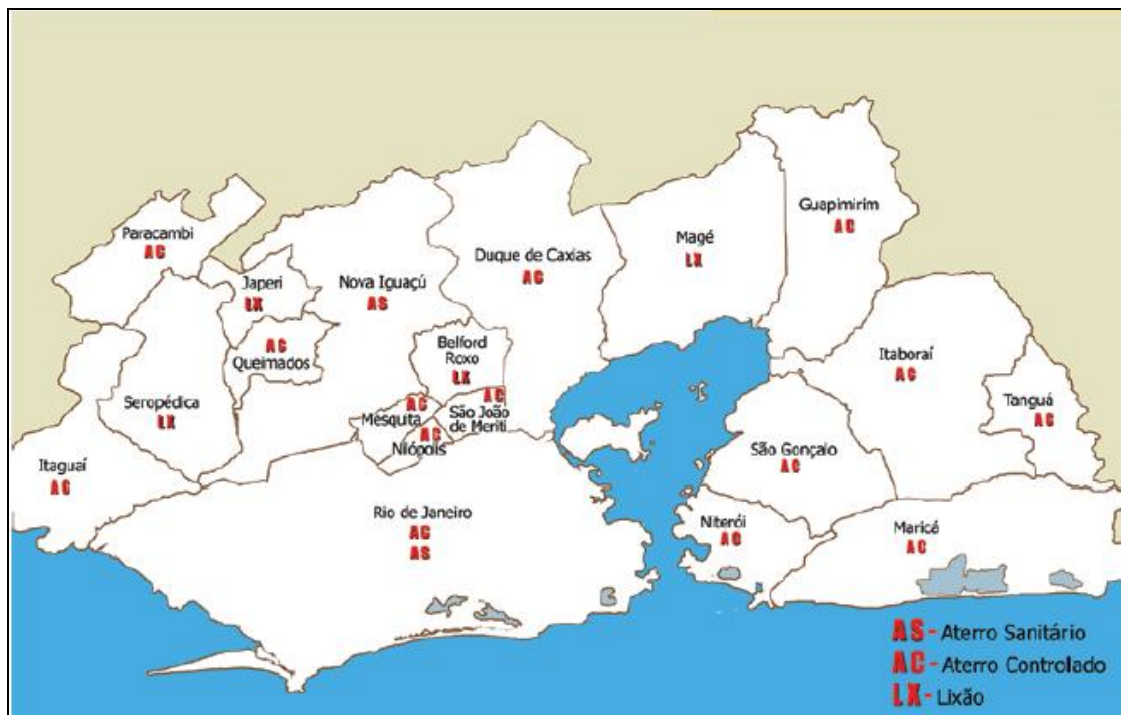 Guapimirim
AC
Paracambi
AC
Magé
LX
Duque de Caxias
AC
Japeri
LX
Nova Iguaçú
AS
AC
Queimados
Belford
Roxo
LX
Itaboraí
AC
Seropédica
LX
Mesquita
AC
AC
São João
de Meriti
AC
Nilópolis
Tanguá
AC
São Gonçalo
AC
Itaguaí
AC
Rio de Janeiro
AC
AS
Niterói
AC
Maricá
AC
AS - Aterro Sanitário
AC - Aterro Controlado
LX - Lixão